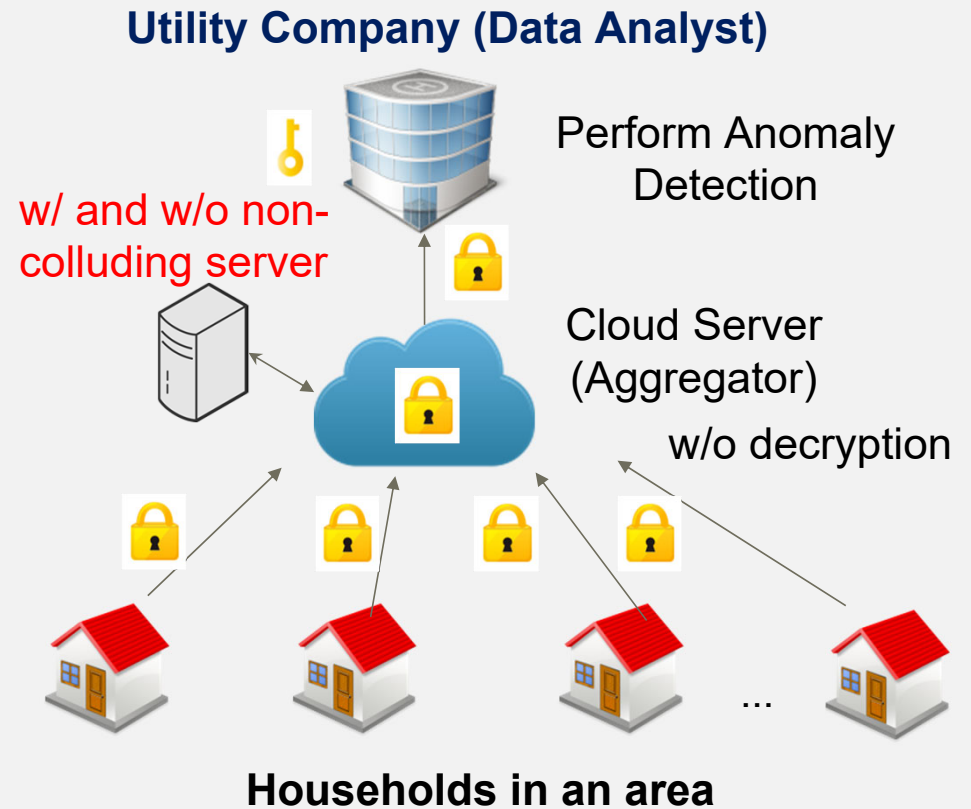 Utility Company (Data Analyst)
Perform Anomaly
Detection
w/ and w/o non-
colluding server
Cloud Server
(Aggregator)
w/o decryption
...
Households in an area